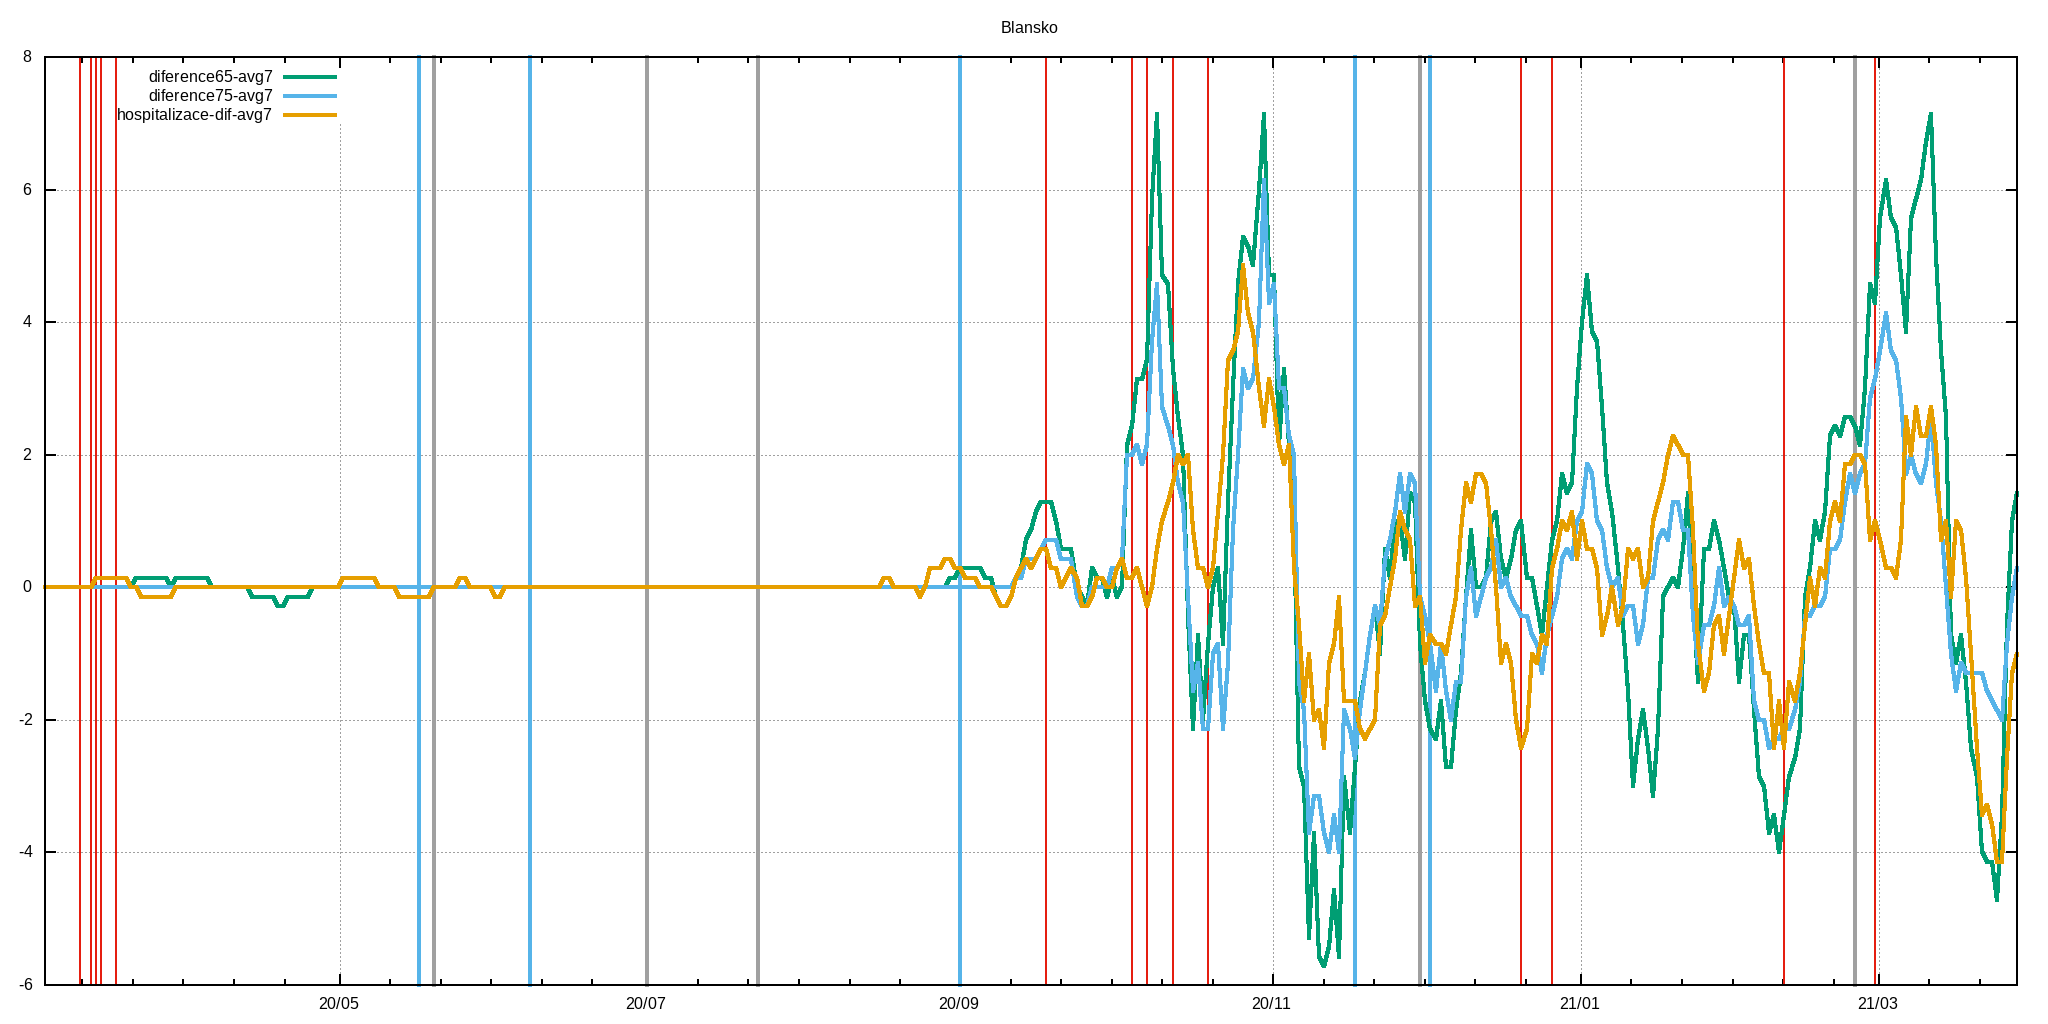 Blansko
8
diference65-avg7
diference75-avg7
hospitalizace-dif-avg7
6
4
2
0
-2
-4
-6
20/05 20/07 20/09 20/11 21/01 21/03